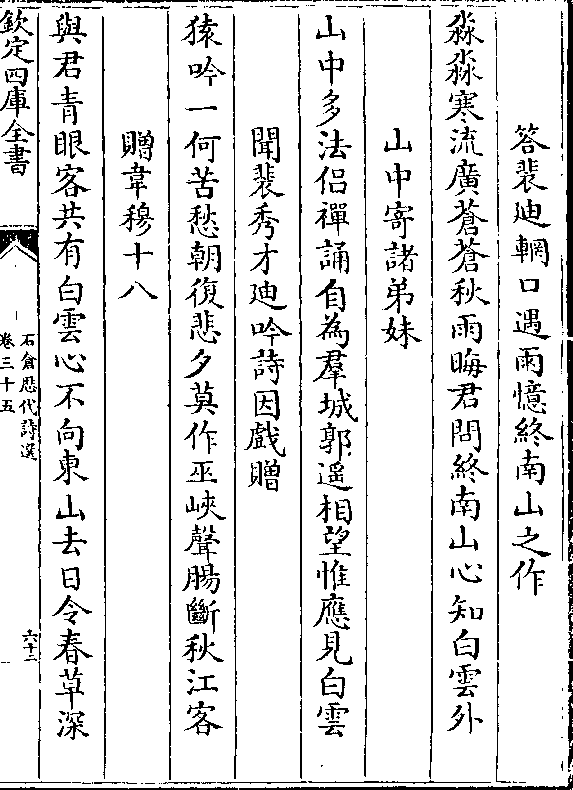 答裴迪輞口遇雨憶終南山之作
淼淼寒流廣蒼蒼秋雨晦君問終南山心知白雲外
山中寄諸弟妹
山中多法侣禪誦自為羣城郭遥相望惟應見白雲
聞裴秀才迪吟詩因戯贈
猿吟一何苦愁朝復悲夕莫作巫峽聲腸斷秋江客
贈韋穆十八
與君青眼客共有白雲心不向東山去日令春草深
欽定四庫全書
石倉歴代詩選
卷三十五
六十二